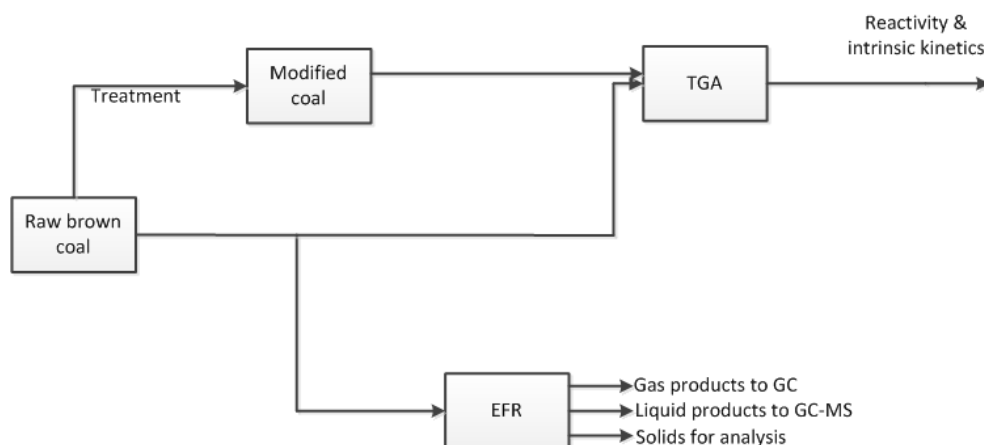 Reactivity &
intrinsic kinetics
Modified
coal
TGA
Treatment
Raw brown
coal
EFR
Gas products to GC
Liquid products to GC-MS
Solids for analysis